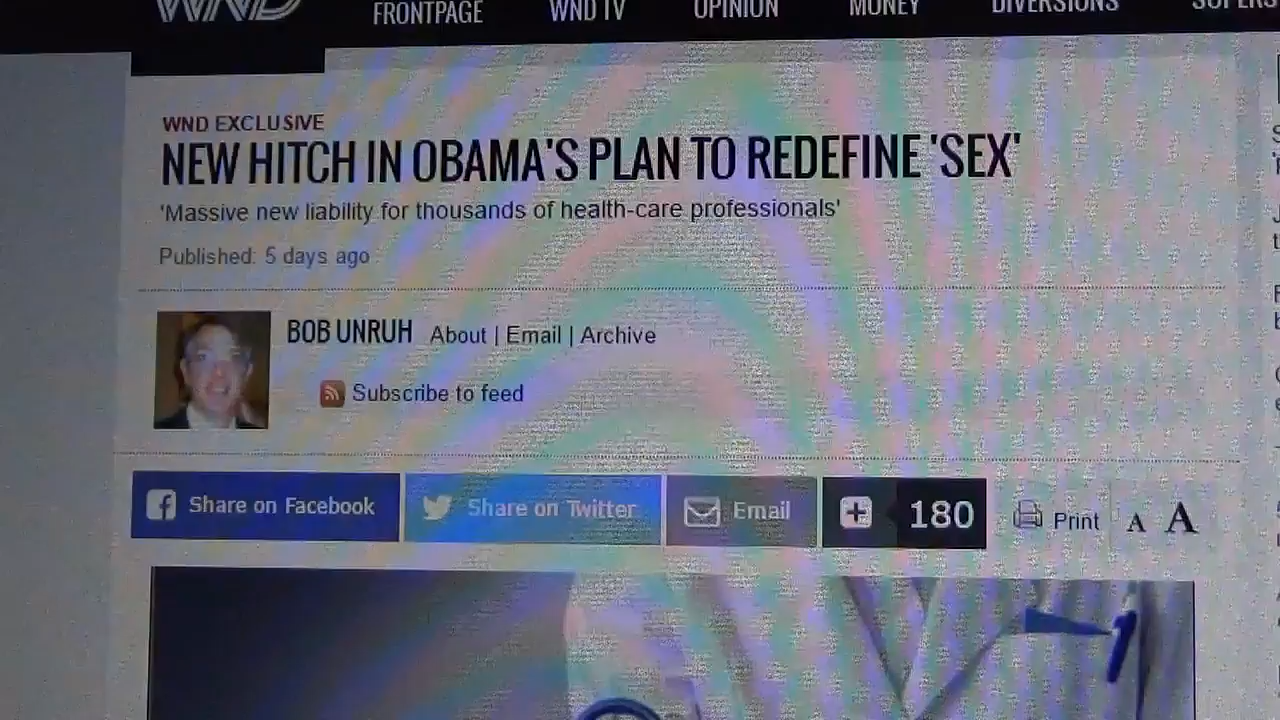 WND
FRONTPAGE WND TV OPINION MONEY DIVERSIONS
WND EXCLUSIVE
NEW HITCH IN OBAMA'S PLAN TO REDEFINE 'SEX'
'Massive new liability for thousands of health-care professionals'
Published: 5 days ago
BOB UNRUH About | Email | Archive
Subscribe to feed
Share on Facebook Share on Twitter Email 180 Print A A